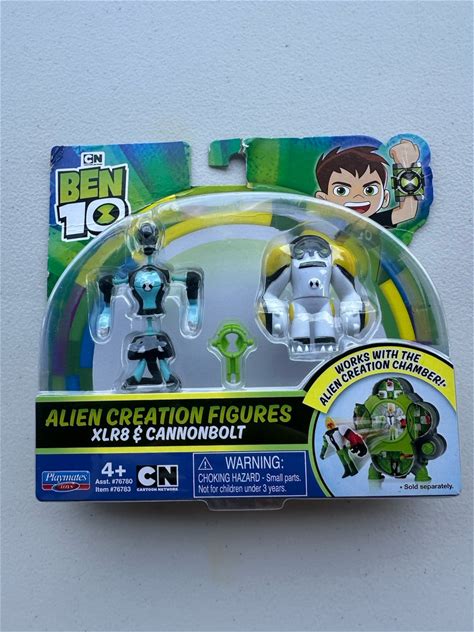 CN
BEN
10
WORKS WITH THE
ALIEN CREATION CHAMBER!*
ALIEN CREATION FIGURES
XLR8 & CANNONBOLT
Playmates
toys
4+
Asst. #76780
Item #76783
CN
CARTOON NETWORK
WARNING:
CHOKING HAZARD - Small parts.
Not for children under 3 years.
• Sold separately.